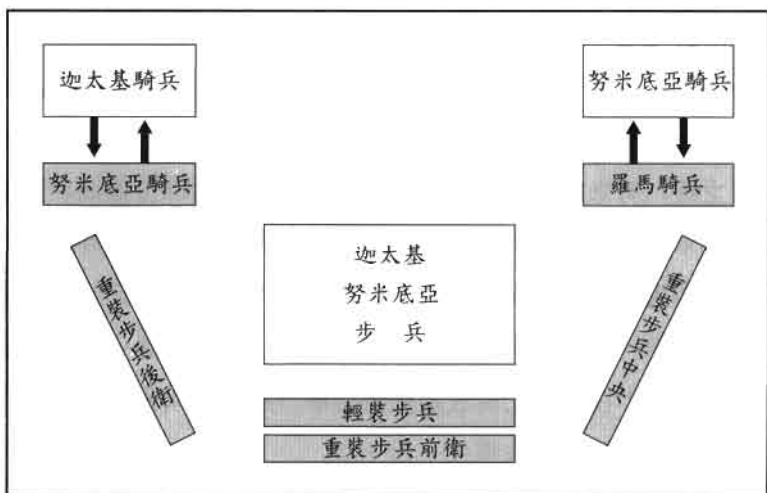 迦太基騎兵
努米底亞騎兵
努米底亞騎兵
羅馬騎兵
迦太基
努米底亞
步 兵
重裝步兵後衛
重裝步兵中央
輕裝步兵
重裝步兵前衛